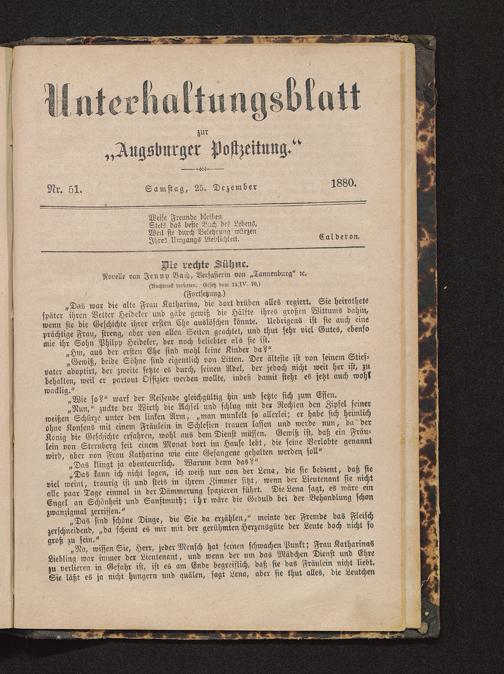 Unterhaltungsblatt
zur
„Augsburger Postzeitung.“
Nr. 51.
Samstag, 25. Dezember
1880.
Weise Freunde bleiben
Stets das beste Buch des Lebens,
Weil sie durch Belehrung würzen
Ihres Umgangs Lieblichkeit.
Calderon.
Die rechte Sühne.
Novelle von Jenny Bach, Verfasserin von „Tannenburg“ ꝛc.
(Nachdruck verboten. Gesetz vom 11./IV. 70.)
(Fortsetzung.)
„Das war die alte Frau Katharina, die dort drüben alles regiert. Sie heirathete
später ihren Vetter Heideler und gäbe gewiß die Hälfte ihres großen Witthums dahin,
wenn sie die Geschichte ihrer ersten Ehe auslöschen könnte. Uebrigens ist sie auch eine
prächtige Frau, streng, aber von allen Seiten geachtet, und thut sehr viel Gutes, ebenso
wie ihr Sohn Philpp Heideler, der noch beliebter als sie ist.
„Hm, aus der ersten Ehe sind wohl keine Kinder da?“
„Gewiß, beide Söhne sind eigentlich von Litten. Der älteste ist von seinem Stief-
vater adoptirt, der zweite setzte es durch, seinen Adel, der jedoch nicht weit her ist, zu
behalten, weil er partout Offizier werden wollte, indeß damit steht es jetzt auch wohl
wacklig.“
„Wie so?“ warf der Reisende gleichgültig hin und setzte sich zum Essen.
„Nun,“ zuckte der Wirth die Achsel und schlug mit der Rechten den Zipfel seiner
weißen Schürze unter den linken Arm, „man munkelt so allerlei; er habe sich heimlich
ohne Konsens mit einem Fräulein in Schlesien trauen lassen und werde nun, da der
König die Geschichte erfahren, wohl aus dem Dienst müssen. Gewiß ist, daß ein Fräu-
lein von Sternberg seit einem Monat dort im Hause lebt, die seine Verlobte genannt
wird, aber von Frau Katharina wie eine Gefangene gehalten werden soll“
„Das klingt ja abenteuerlich. Warum denn das?“
„Das kann ich nicht sagen, ich weiß nur von der Lena, die sie bedient, daß sie
viel weint, traurig ist und stets in ihrem Zimmer sitzt, wenn der Lieutenant sie nicht
alle paar Tage einmal in der Dämmerung spazieren führt. Die Lena sagt, es wäre ein
Engel an Schönheit und Sanftmuth; ihr wäre die Geduld bei der Behandlung schon
zwanzigmal zerrissen.“
„Das sind schöne Dinge, die Sie da erzählen,“ meinte der Fremde das Fleisch
zerschneidend, „da scheint es mir mit der gerühmten Herzensgüte der Leute doch nicht so
groß zu sein.“
„Na, wissen Sie, Herr, jeder Mensch hat seinen schwachen Punkt; Frau Katharinas
Liebling war immer der Lieutenant, und wenn der um das Mädchen Dienst und Ehre
zu verlieren in Gefahr ist, ist es am Ende begreiflich, daß sie das Fräulein nicht liebt.
Sie läßt es ja nicht hungern und quälen, sagt Lena, aber sie thut alles, die Leutchen